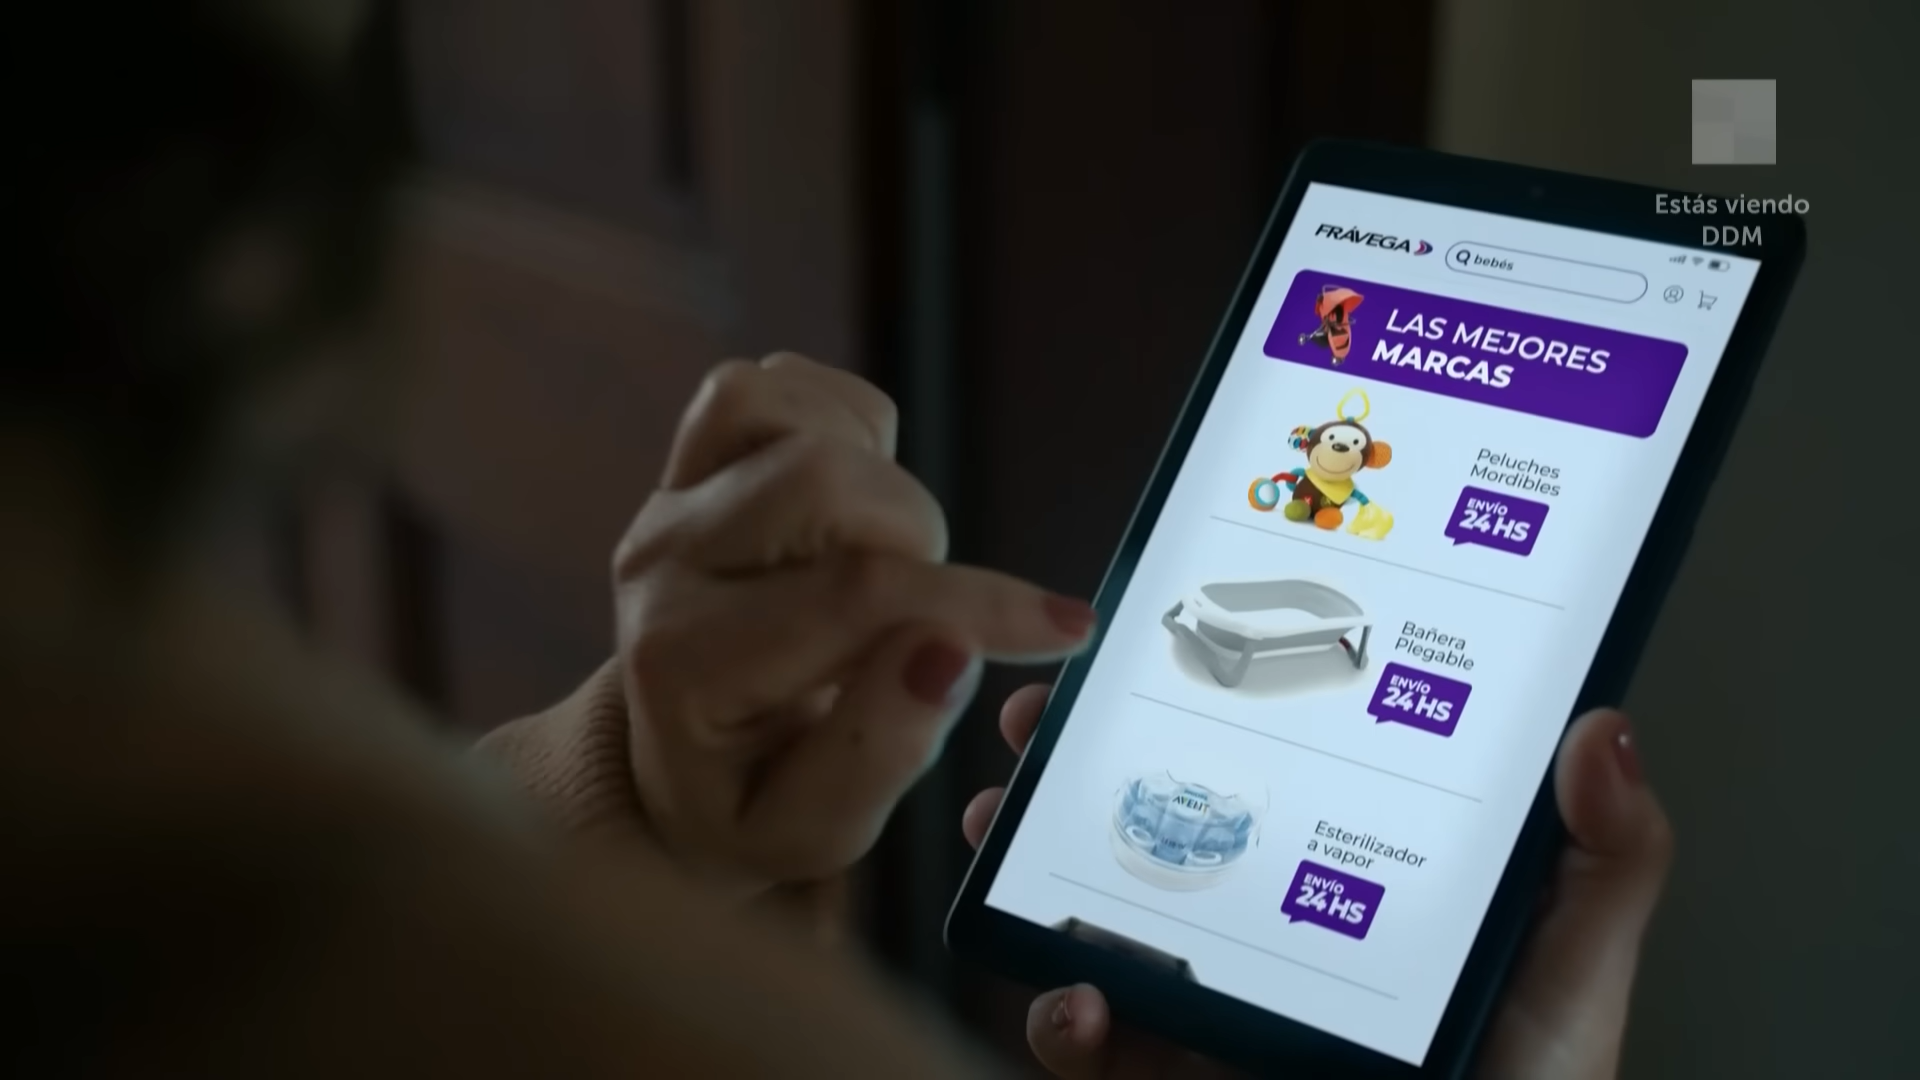 Estás viendo
DDM
FRÁVEGA
bebés
LAS MEJORES
MARCAS
Peluches
Mordibles
ENVÍO
24 HS
Bañera
Plegable
ENVÍO
24 HS
AVENT
Esterilizador
a vapor
ENVÍO
24 HS